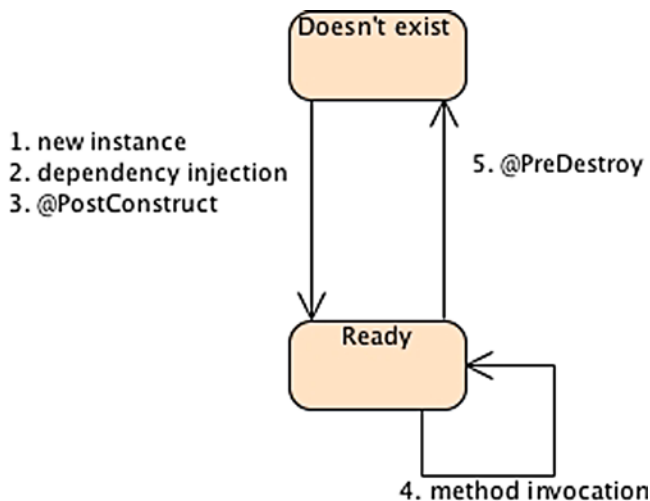 Doesn't exist
1. new instance
2. dependency injection
3. @PostConstruct
5. @PreDestroy
Ready
4. method invocation